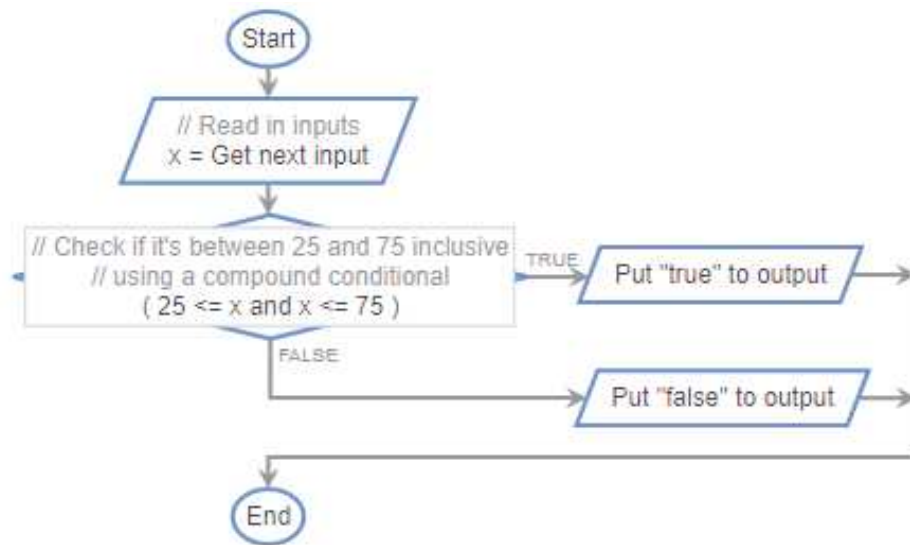 Start
// Read in inputs
x = Get next input
// Check if it's between 25 and 75 inclusive
// using a compound conditional
( 25 <= x and x <= 75 )
TRUE
Put "true" to output
FALSE
Put "false" to output
End